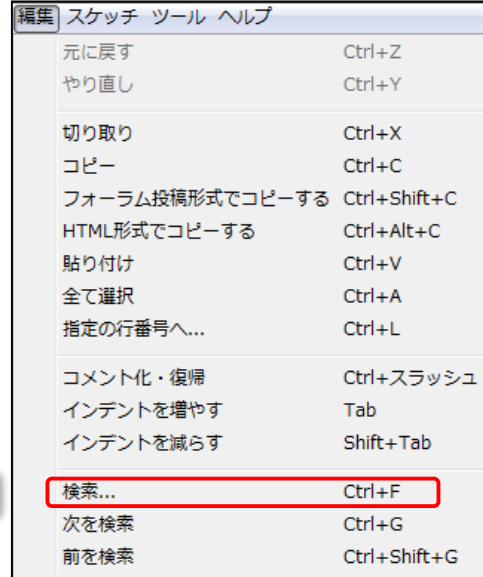 編集 スケッチ ツール ヘルプ
元に戻す Ctrl+Z
やり直し Ctrl+Y
切り取り Ctrl+X
コピー Ctrl+C
フォーラム投稿形式でコピーする Ctrl+Shift+C
HTML形式でコピーする Ctrl+Alt+C
貼り付け Ctrl+V
全て選択 Ctrl+A
指定の行番号へ... Ctrl+L
コメント化・復帰 Ctrl+スラッシュ
インデントを増やす Tab
インデントを減らす Shift+Tab
検索... Ctrl+F
次を検索 Ctrl+G
前を検索 Ctrl+Shift+G